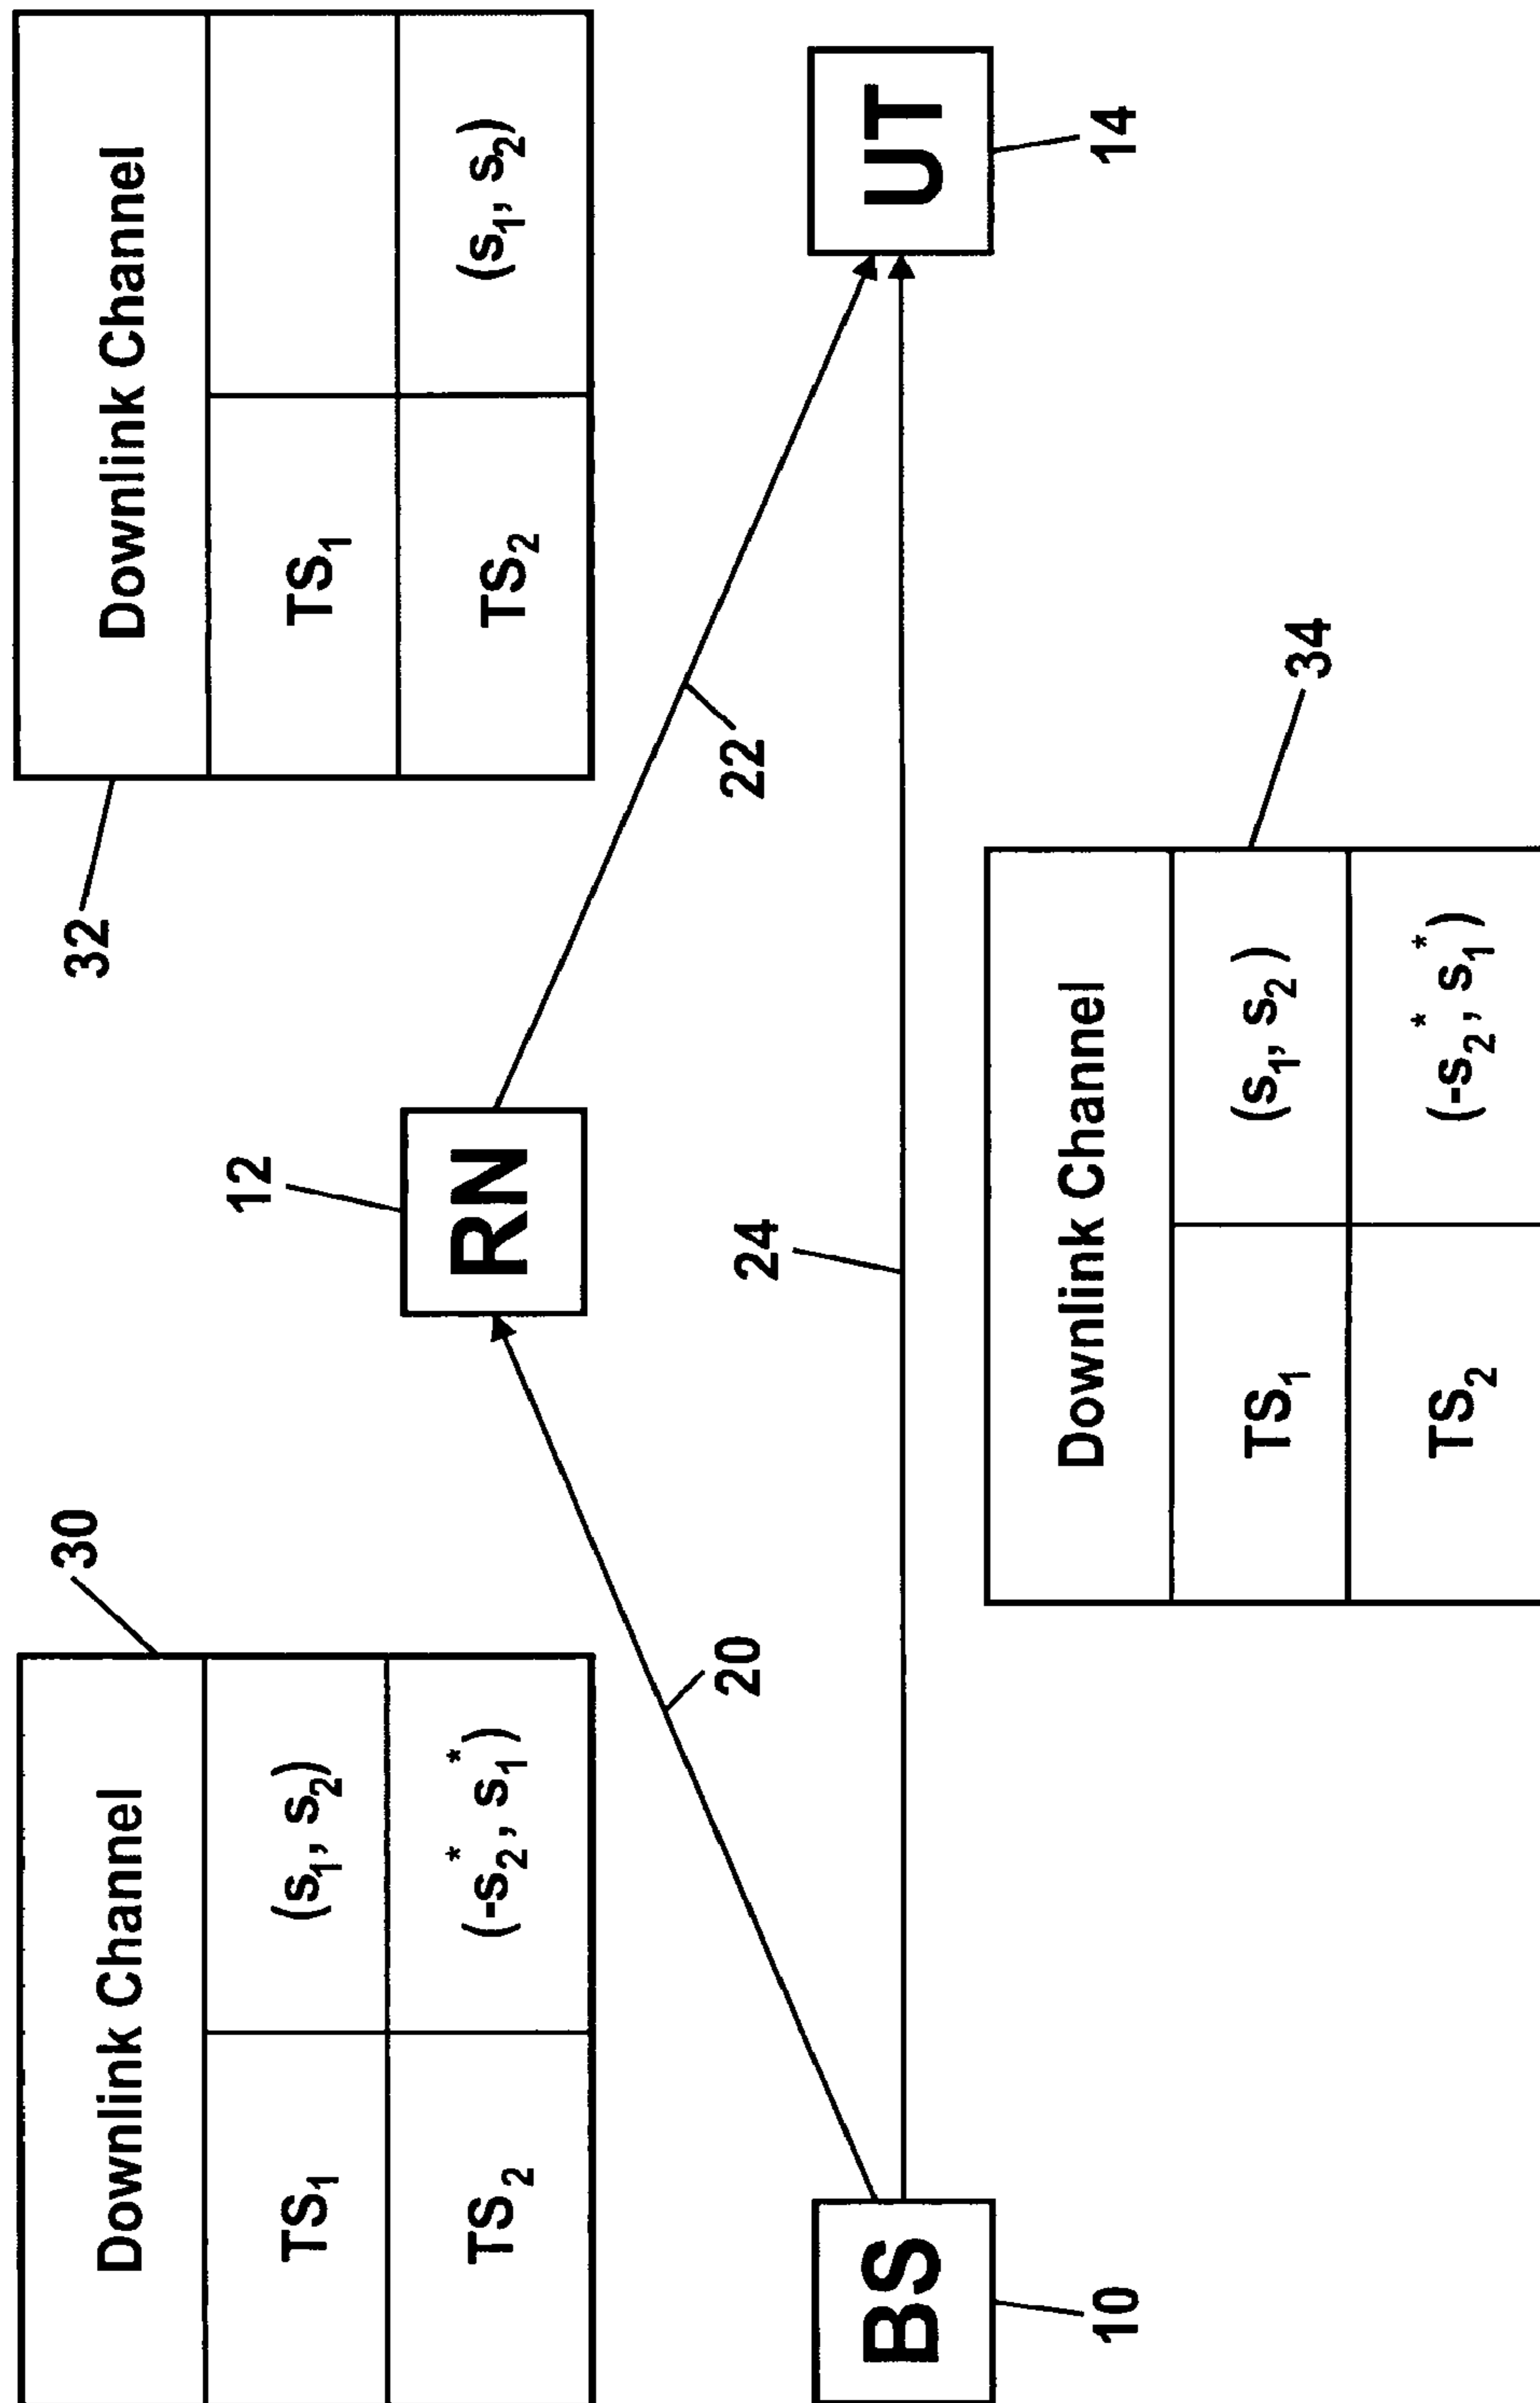 30
Downlink Channel
TS₁ (s₁, s₂)
TS₂ (-s₂*, s₁*)
32
Downlink Channel
TS₁
TS₂ (s₁, s₂)
12
RN
20
22
BS
10
24
UT
14
34
Downlink Channel
TS₁ (s₁, s₂)
TS₂ (-s₂*, s₁*)